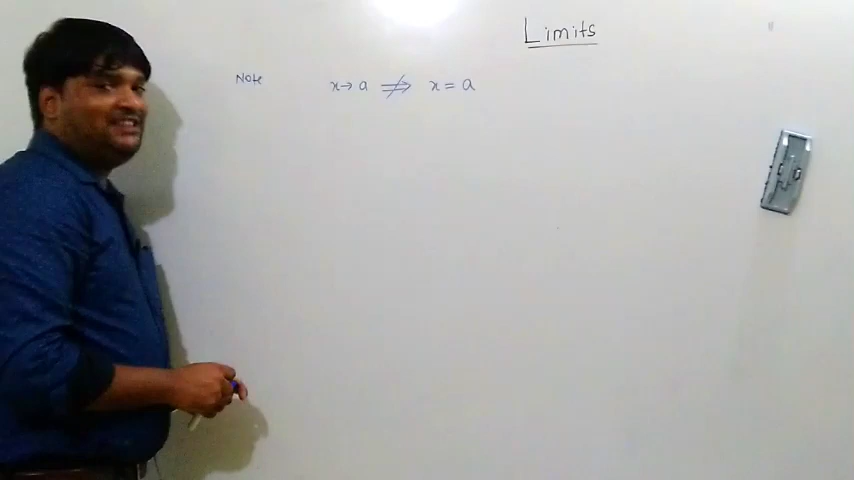 Limits
Note x → a ⇏ x = a